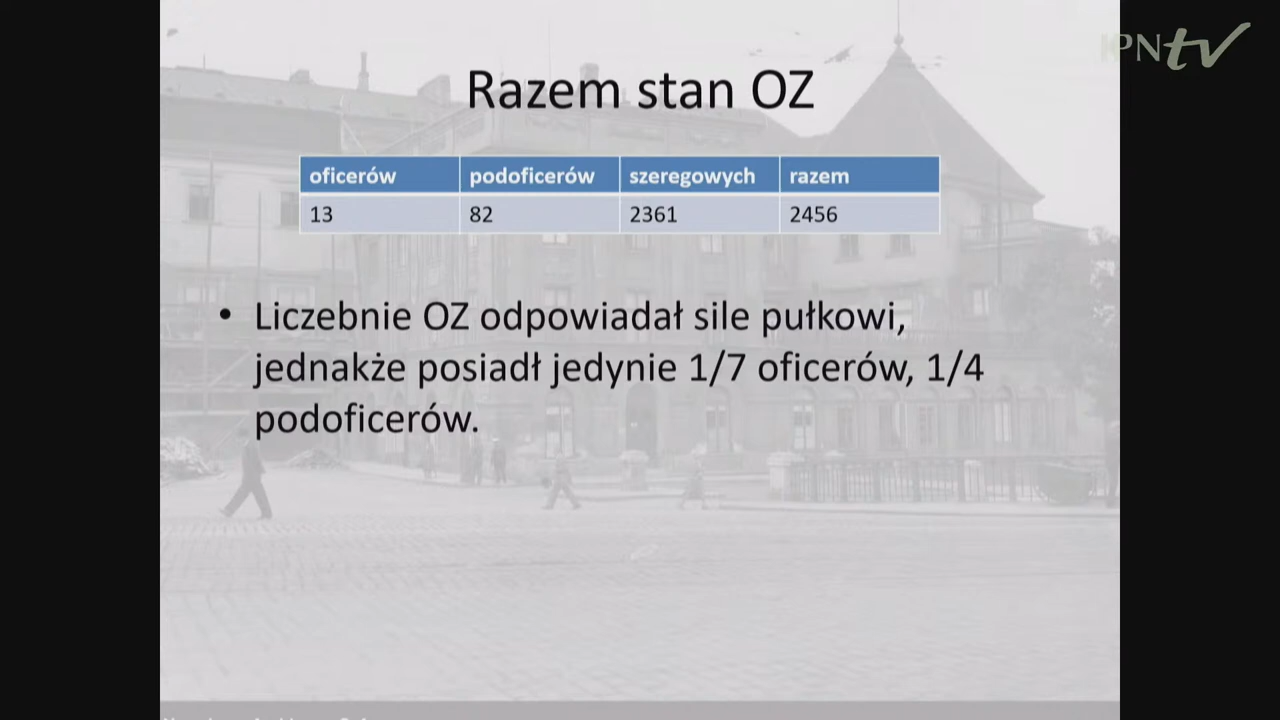 IPNtv
Razem stan OZ
oficerów podoficerów szeregowych razem
13 82 2361 2456
• Liczebnie OZ odpowiadał sile pułkowi,
jednakże posiadł jedynie 1/7 oficerów, 1/4
podoficerów.